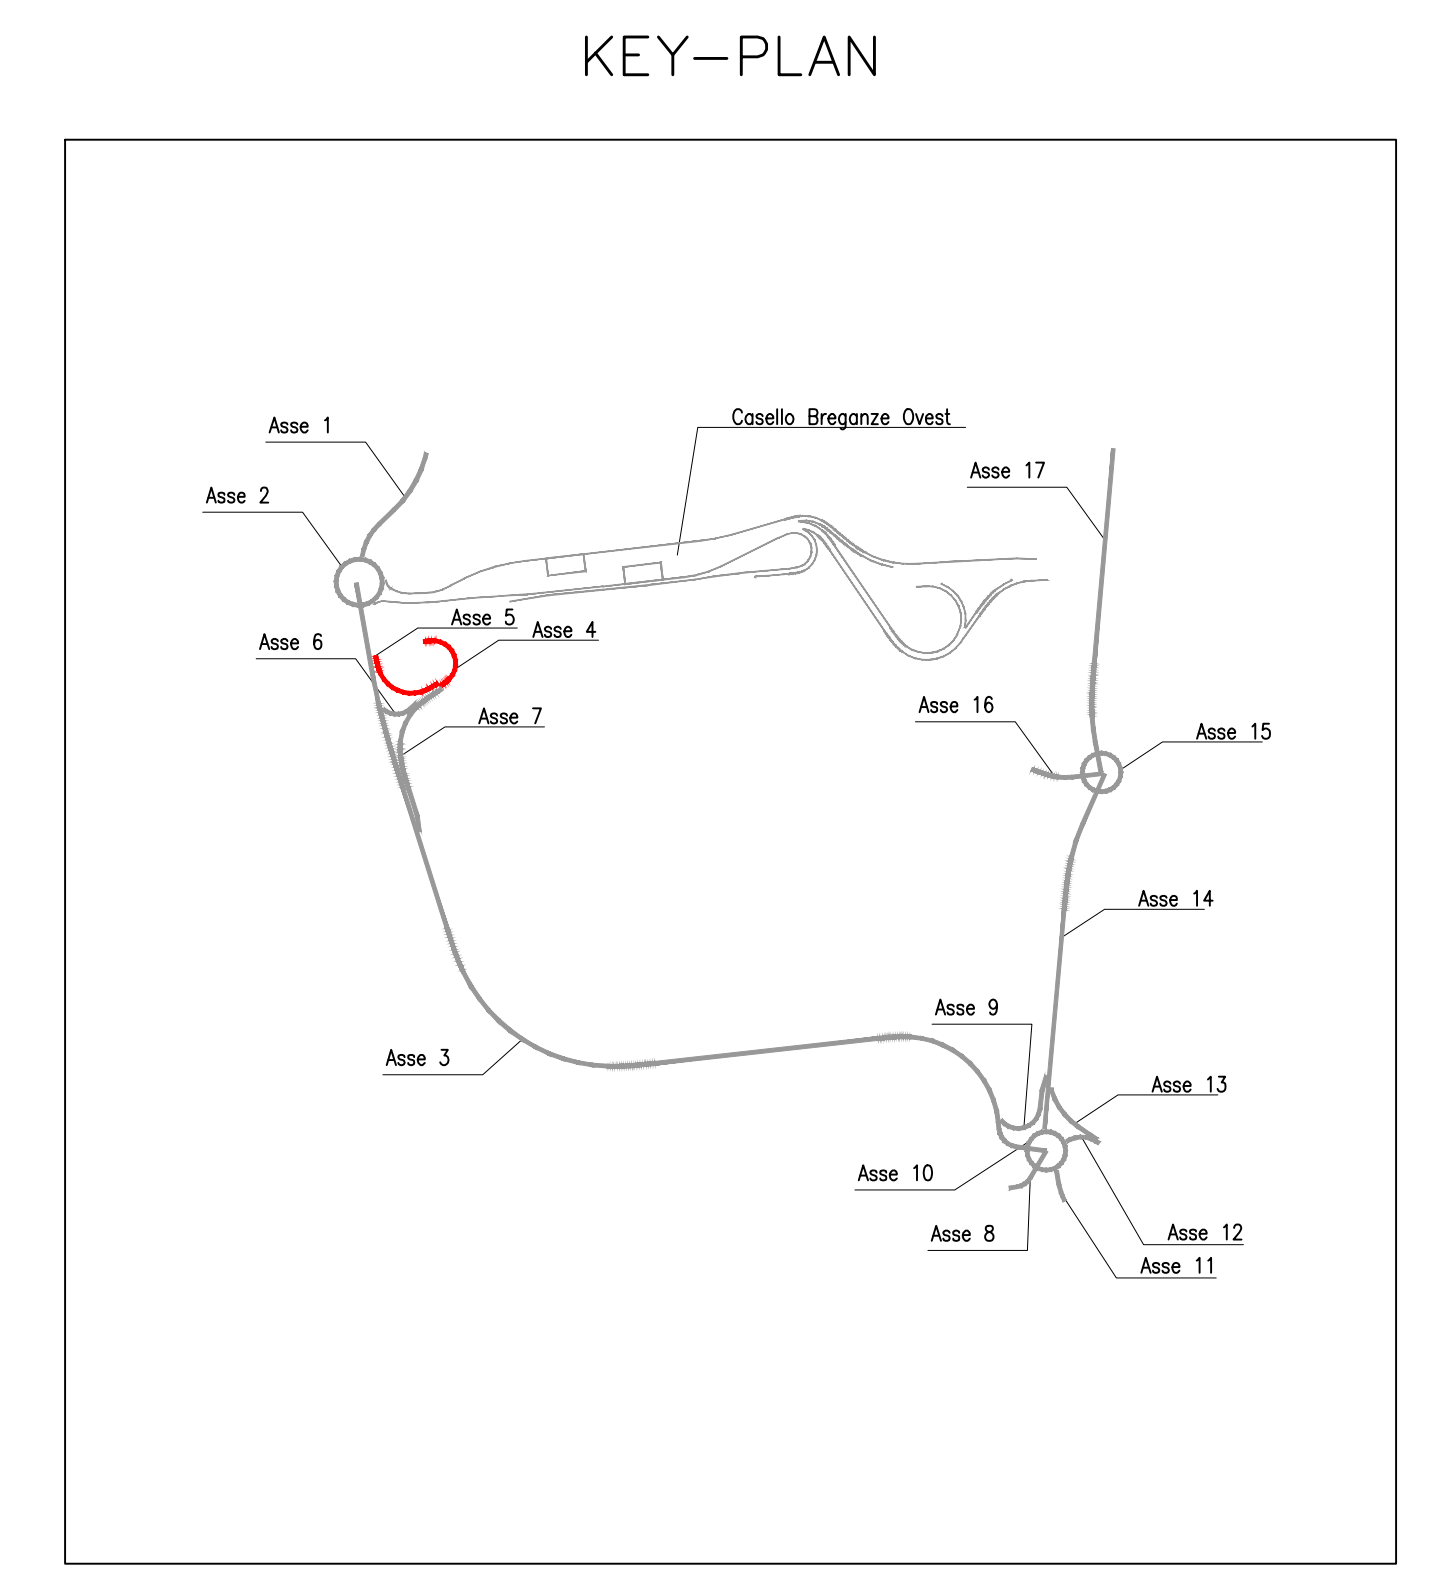 KEY-PLAN
Casello Breganze Ovest
Asse 1
Asse 17
Asse 2
Asse 5
Asse 4
Asse 6
Asse 7
Asse 16
Asse 15
Asse 14
Asse 9
Asse 3
Asse 13
Asse 10
Asse 8
Asse 12
Asse 11